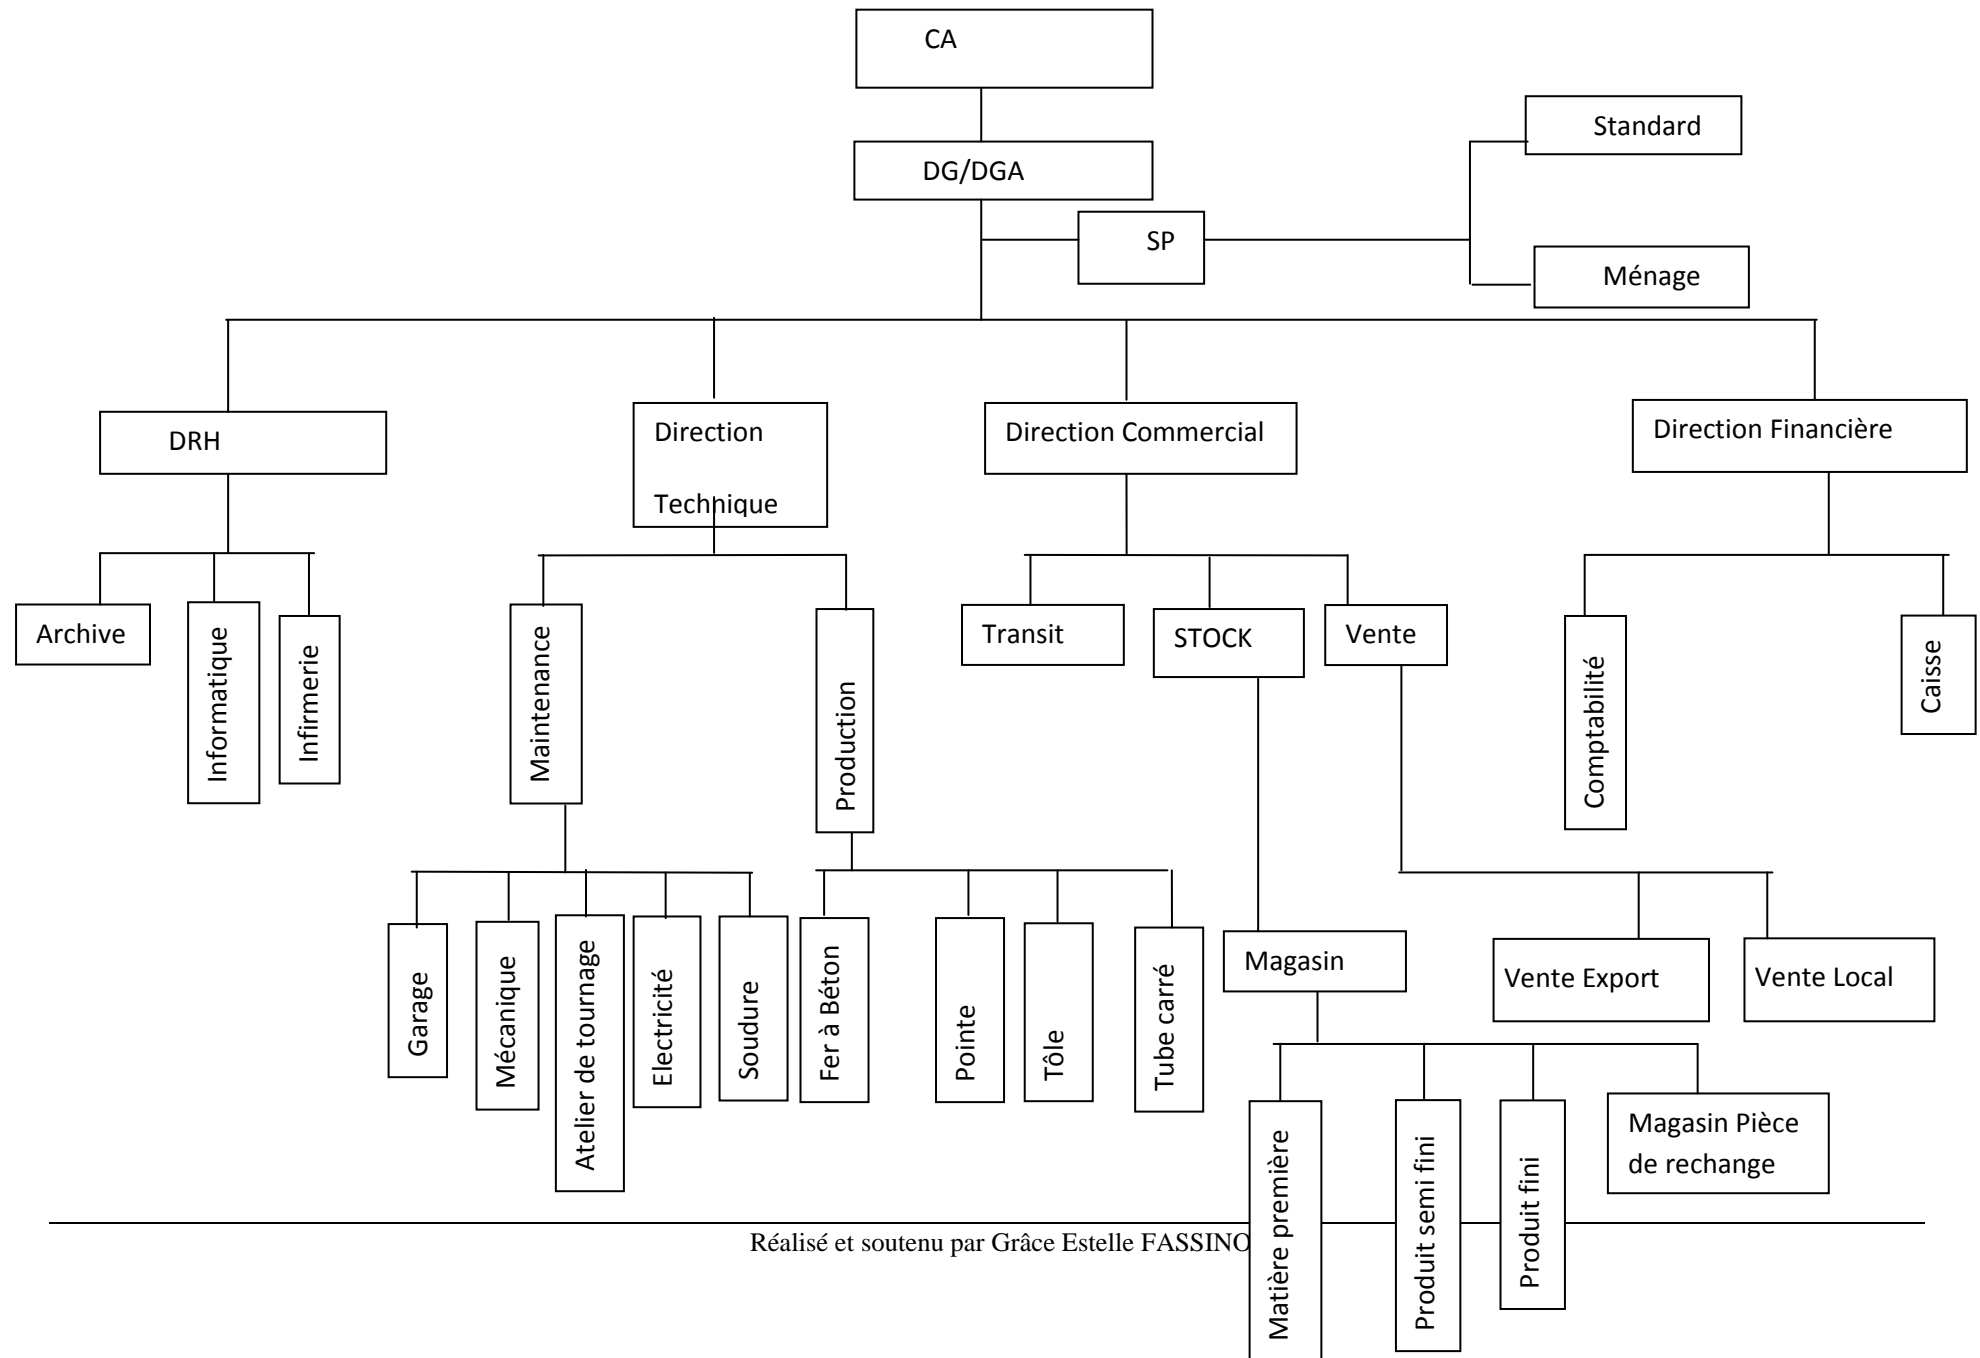 CA
Standard
DG/DGA
SP
Ménage
DRH
Direction
Technique
Direction Commercial
Direction Financière
Archive
Informatique
Infirmerie
Maintenance
Production
Transit
STOCK
Vente
Comptabilité
Caisse
Garage
Mécanique
Atelier de tournage
Electricité
Soudure
Fer à Béton
Pointe
Tôle
Tube carré
Magasin
Vente Export
Vente Local
Matière première
Produit semi fini
Produit fini
Magasin Pièce
de rechange
Réalisé et soutenu par Grâce Estelle FASSINO